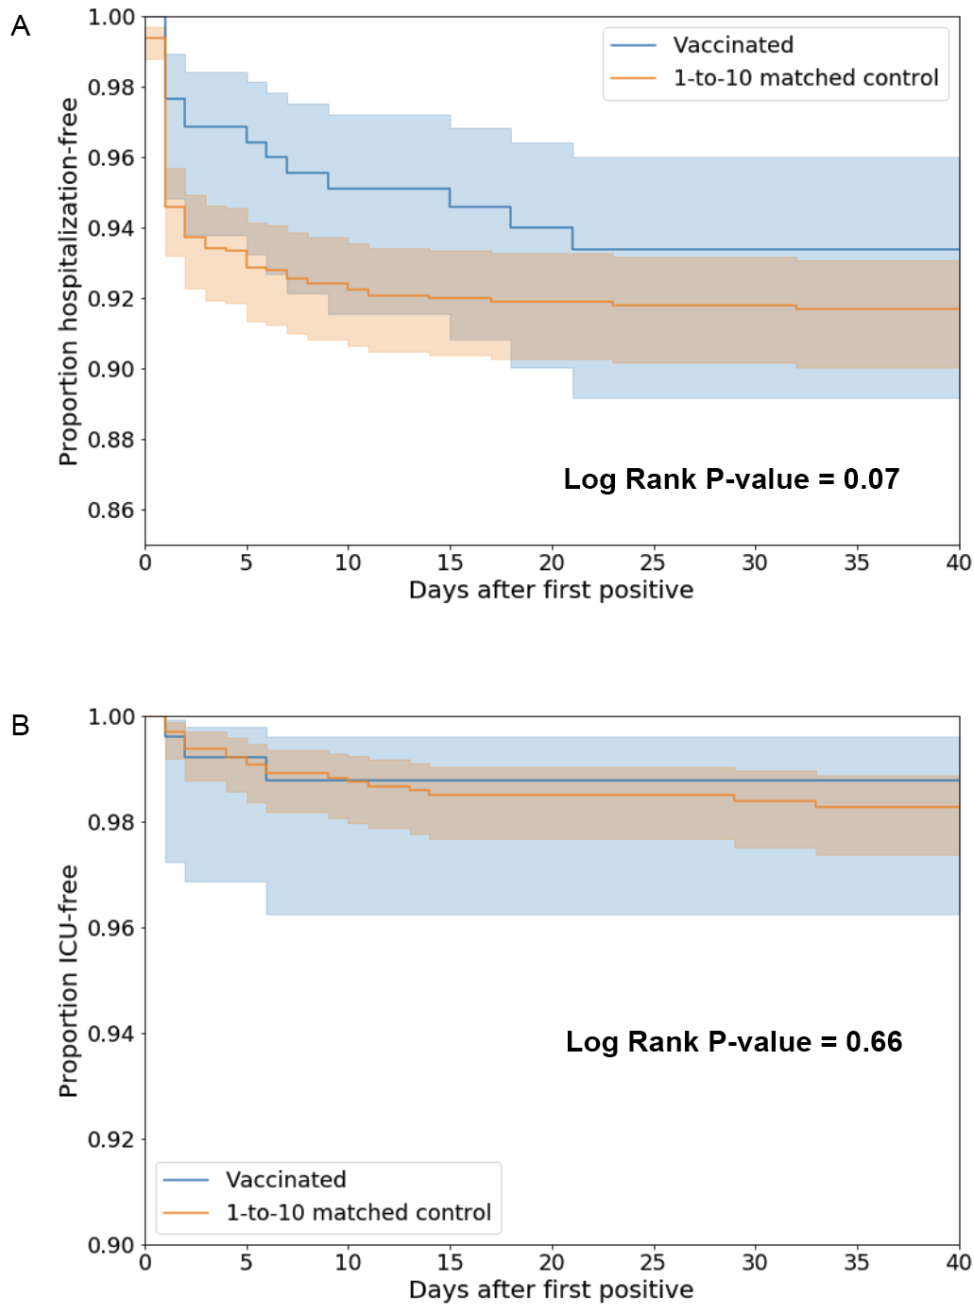 A
1.00
0.98
0.96
0.94
0.92
0.90
0.88
0.86
Proportion hospitalization-free
Vaccinated
1-to-10 matched control
Log Rank P-value = 0.07
0 5 10 15 20 25 30 35 40
Days after first positive
B
1.00
0.98
0.96
0.94
0.92
0.90
Proportion ICU-free
Log Rank P-value = 0.66
Vaccinated
1-to-10 matched control
0 5 10 15 20 25 30 35 40
Days after first positive